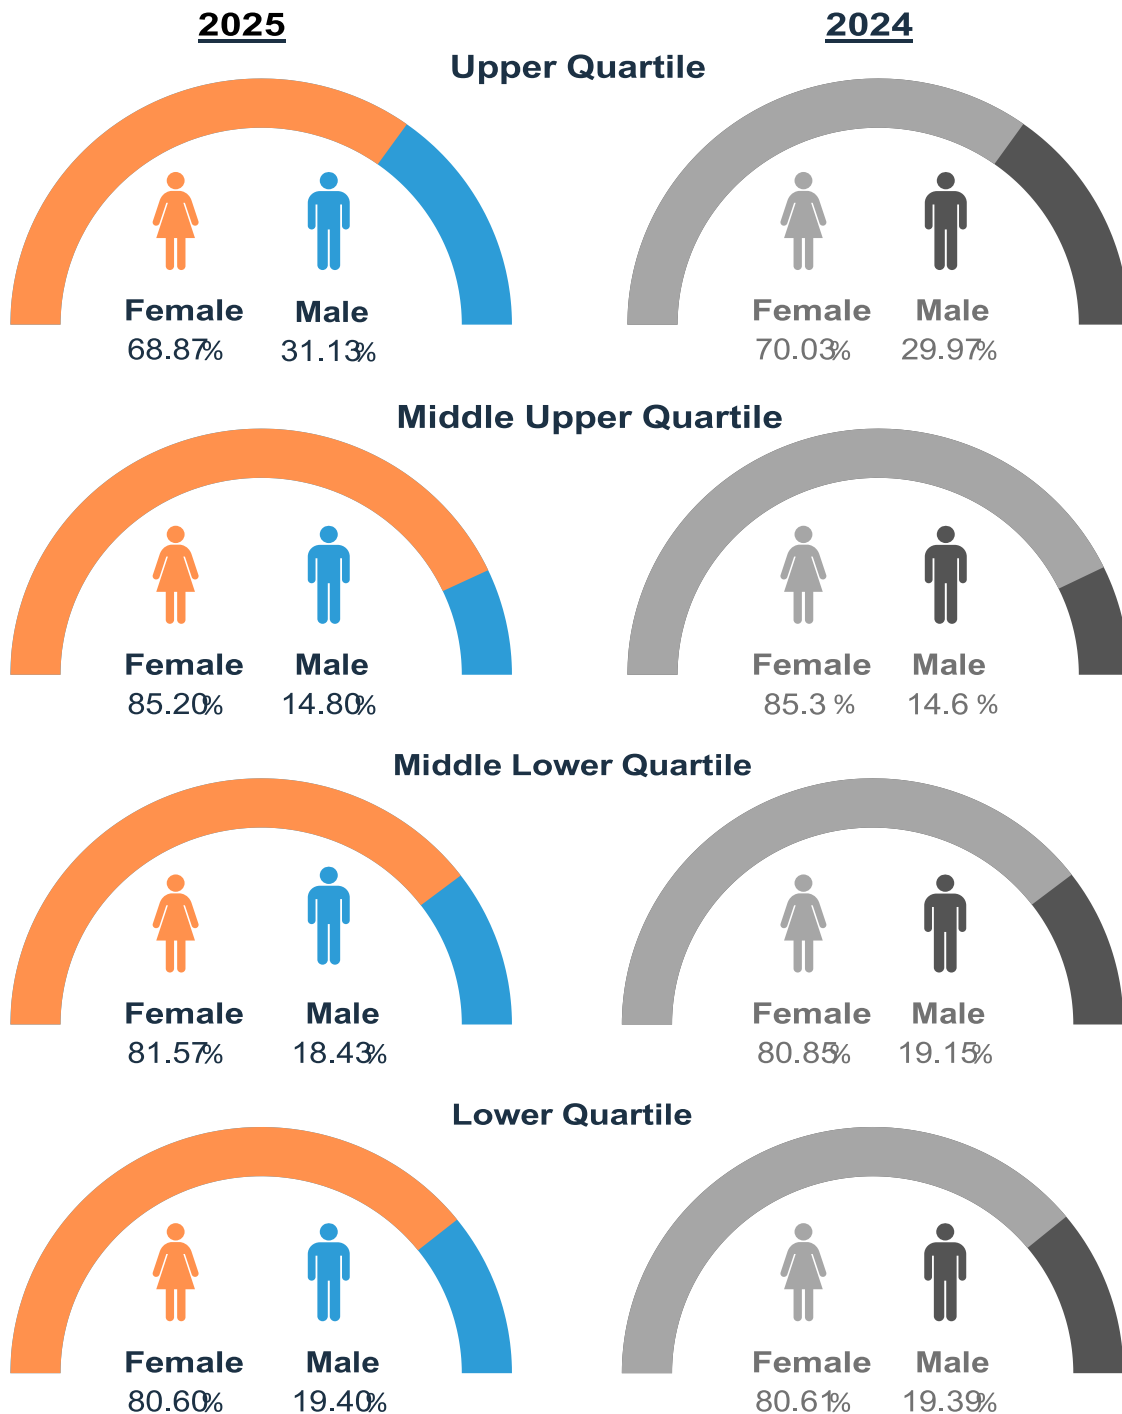 2025 2024
Upper Quartile
Female Male Female Male
68.87% 31.13% 70.03% 29.97%
Middle Upper Quartile
Female Male Female Male
85.20% 14.80% 85.3 % 14.6 %
Middle Lower Quartile
Female Male Female Male
81.57% 18.43% 80.85% 19.15%
Lower Quartile
Female Male Female Male
80.60% 19.40% 80.61% 19.39%